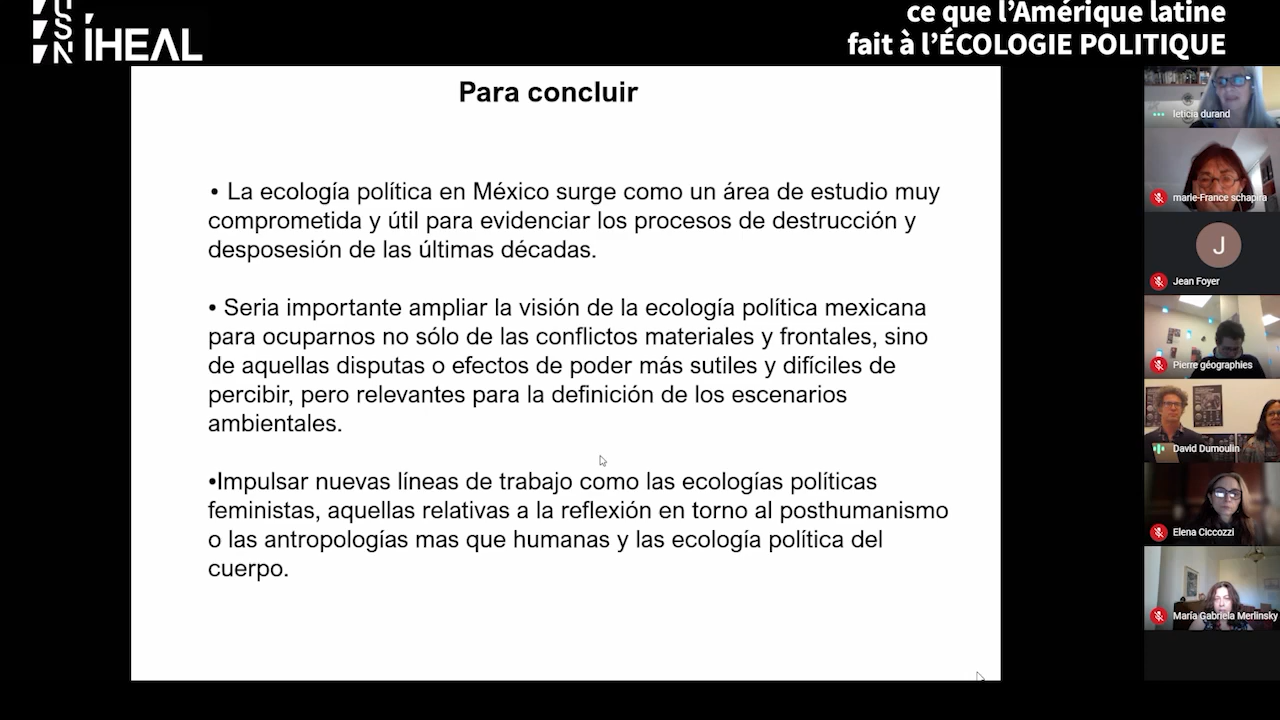 USN
IHEAL
ce que l'Amérique latine
fait à l'ÉCOLOGIE POLITIQUE
Para concluir
• La ecología política en México surge como un área de estudio muy
comprometida y útil para evidenciar los procesos de destrucción y
desposesión de las últimas décadas.
• Seria importante ampliar la visión de la ecología política mexicana
para ocuparnos no sólo de las conflictos materiales y frontales, sino
de aquellas disputas o efectos de poder más sutiles y difíciles de
percibir, pero relevantes para la definición de los escenarios
ambientales.
•Impulsar nuevas líneas de trabajo como las ecologías políticas
feministas, aquellas relativas a la reflexión en torno al posthumanismo
o las antropologías mas que humanas y las ecología política del
cuerpo.
leticia durand
marie-France schapira
J
Jean Foyer
Pierre géographies
David Dumoulin
Elena Ciccozzi
María Gabriela Merlinsky